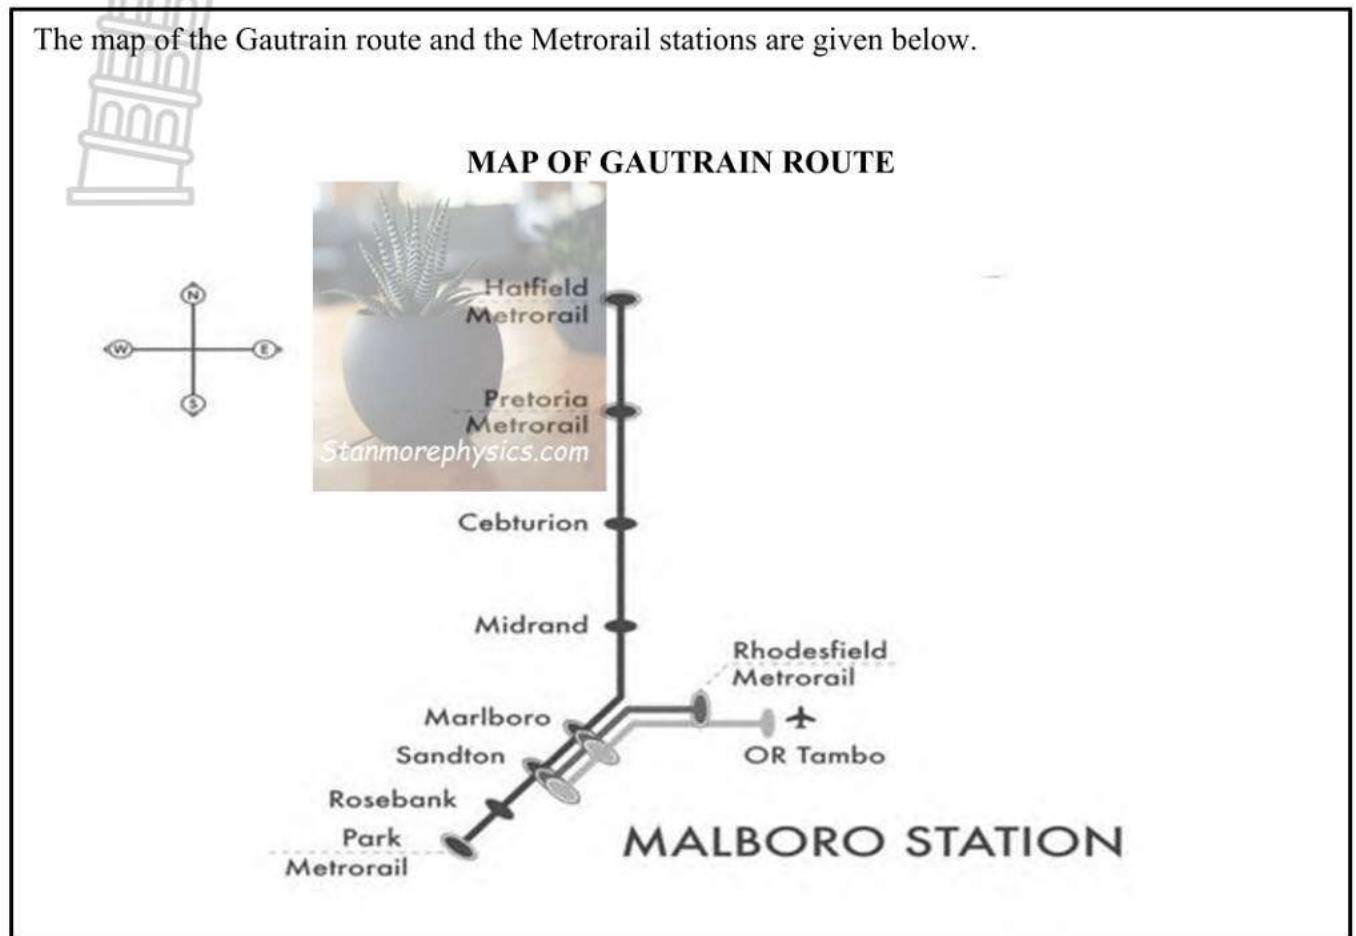 The map of the Gautrain route and the Metrorail stations are given below.
MAP OF GAUTRAIN ROUTE
N
W
E
S
Hatfield
Metrorail
Pretoria
Metrorail
Stanmorephysics.com
Cebturion
Midrand
Rhodesfield
Metrorail
Marlboro
Sandton
OR Tambo
Rosebank
Park
Metrorail
MALBORO STATION